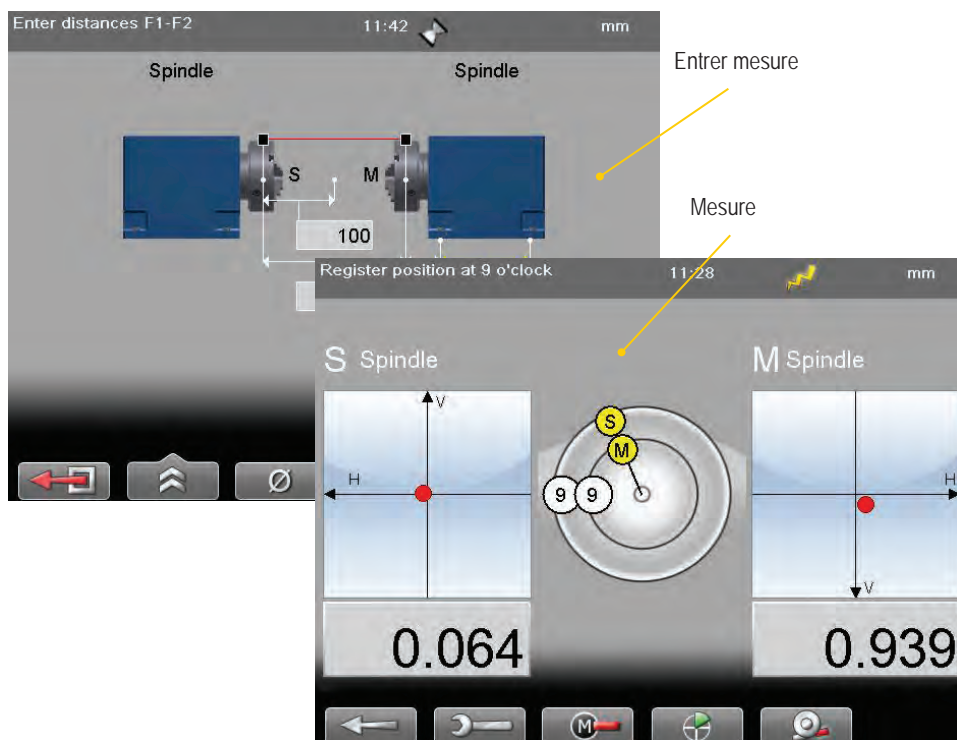 Enter distances F1-F2 11:42 mm
Spindle Spindle
Entrer mesure
S M
100
Mesure
Register position at 9 o'clock 11:28 mm
S Spindle
M Spindle
V
S
M
H
9 9
H
V
0.064
0.939
M